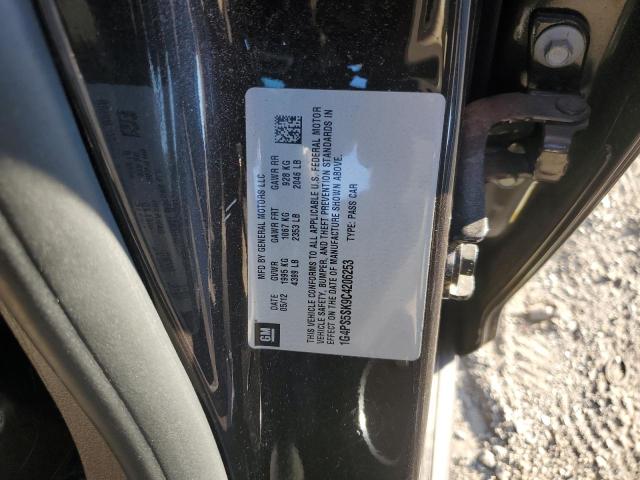 GM
MFD BY GENERAL MOTORS LLC
DATE GVWR GAWR FRT GAWR RR
05/12 1995 KG 1067 KG 928 KG
4399 LB 2353 LB 2046 LB
THIS VEHICLE CONFORMS TO ALL APPLICABLE U.S. FEDERAL MOTOR
VEHICLE SAFETY, BUMPER, AND THEFT PREVENTION STANDARDS IN
EFFECT ON THE DATE OF MANUFACTURE SHOWN ABOVE.
1G4PS5SK9C4206253 TYPE: PASS CAR